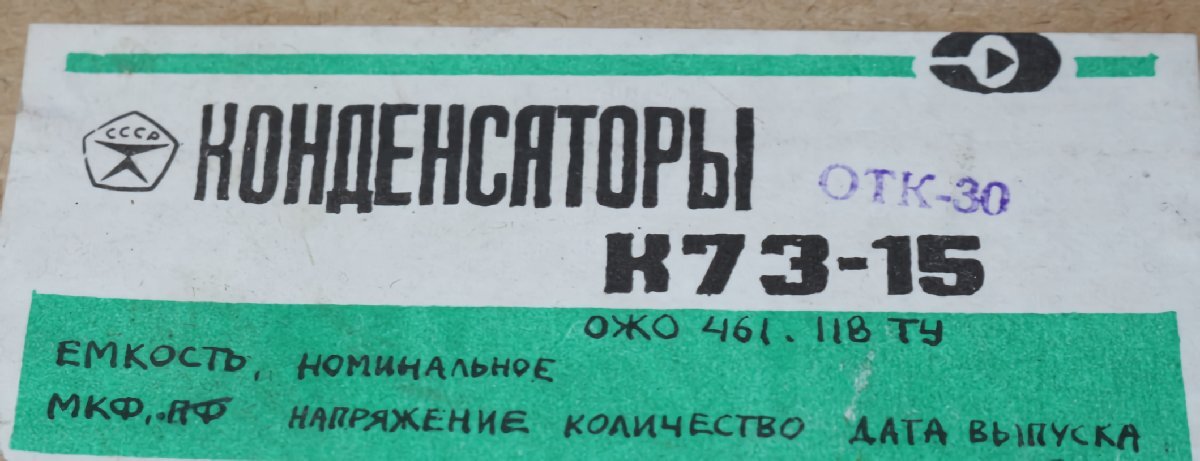 СССР
КОНДЕНСАТОРЫ
ОТК-30
К73-15
ОЖО 461.118 ТУ
ЕМКОСТЬ, НОМИНАЛЬНОЕ
МКФ, ПФ НАПРЯЖЕНИЕ КОЛИЧЕСТВО ДАТА ВЫПУСКА